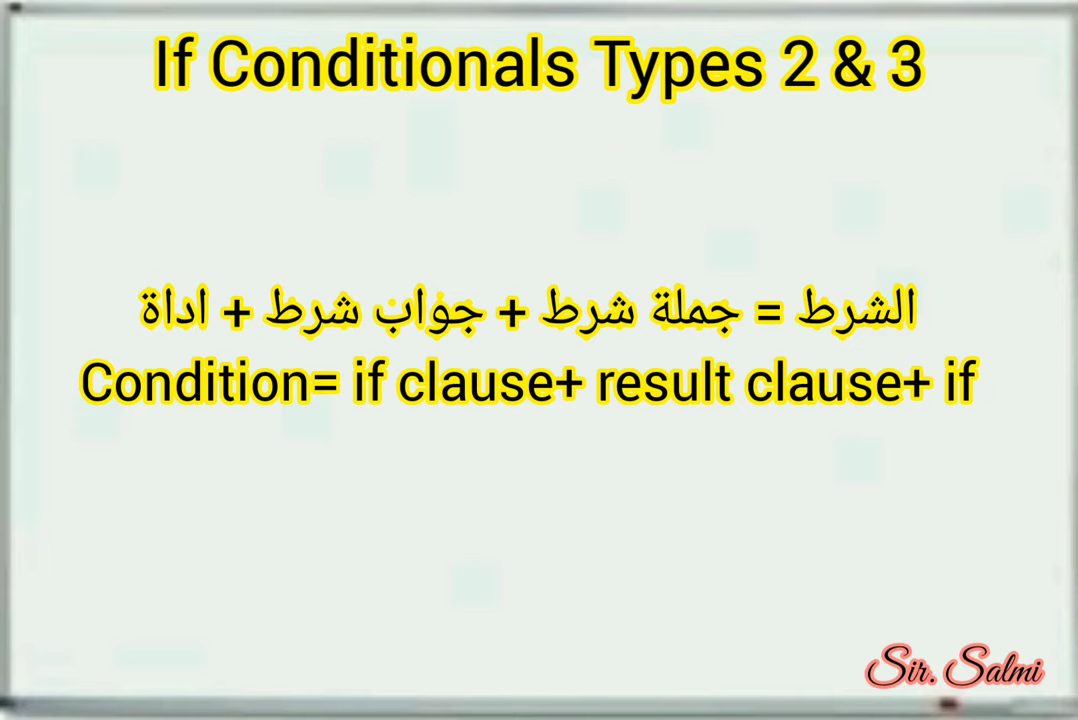 If Conditionals Types 2 & 3
الشرط = جملة شرط + جواب شرط + اداة
Condition= if clause+ result clause+ if
Sir. Salmi